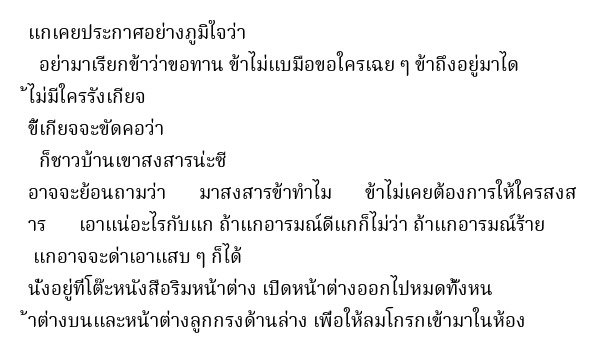 แกเคยประกาศอย่างภูมิใจว่า
อย่ามาเรียกข้าว่าขอทาน ข้าไม่แบมือขอใครเฉย ๆ ข้าถึงอยู่มาได
้ไม่มีใครรังเกียจ
ขี้เกียจจะขัดคอว่า
ก็ชาวบ้านเขาสงสารน่ะซี
อาจจะย้อนถามว่า มาสงสารข้าทำไม ข้าไม่เคยต้องการให้ใครสงส
าร เอาแน่อะไรกับแก ถ้าแกอารมณ์ดีแกก็ไม่ว่า ถ้าแกอารมณ์ร้าย
แกอาจจะด่าเอาแสบ ๆ ก็ได้
นั่งอยู่ที่โต๊ะหนังสือริมหน้าต่าง เปิดหน้าต่างออกไปหมดทั้งหน
้าต่างบนและหน้าต่างลูกกรงด้านล่าง เพื่อให้ลมโกรกเข้ามาในห้อง